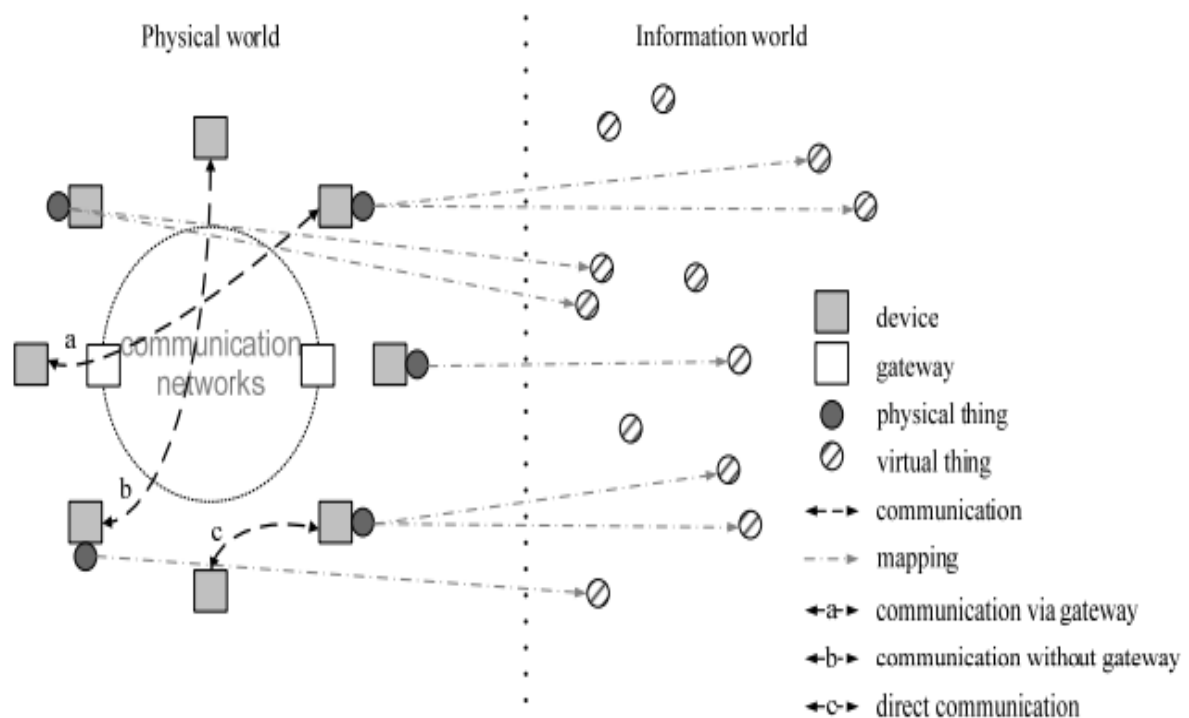 Physical world
Information world
a
communication
networks
b
c
device
gateway
physical thing
virtual thing
communication
mapping
a communication via gateway
b communication without gateway
c direct communication